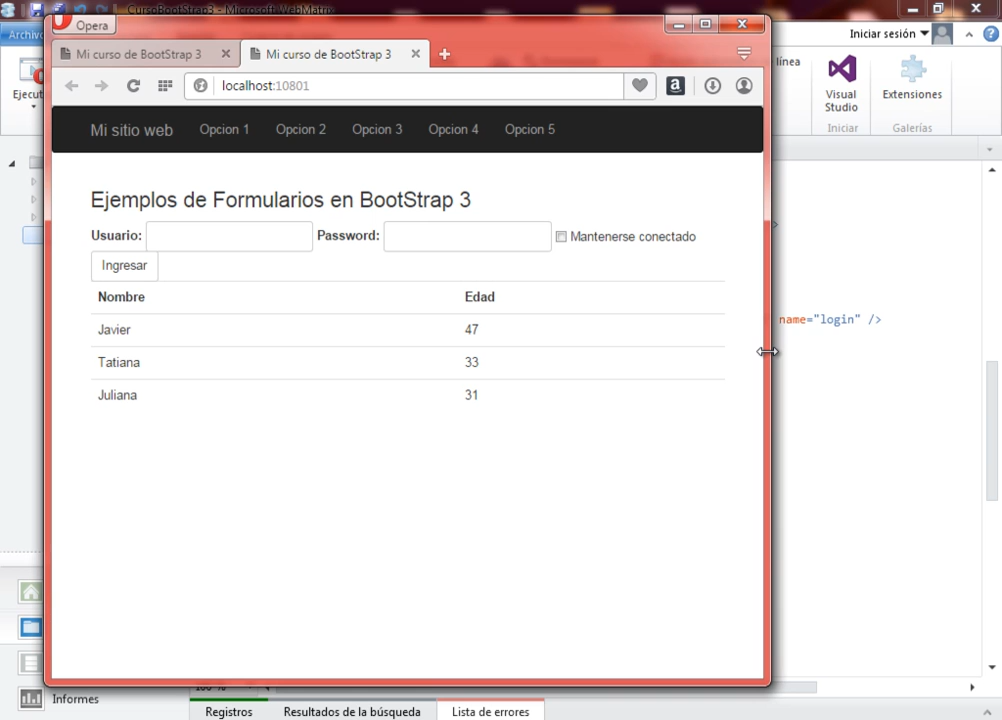 CursoBootStrap3 - Microsoft WebMatrix
Opera
Archivo
Iniciar sesión
Mi curso de BootStrap 3
Mi curso de BootStrap 3
línea
localhost:10801
Ejecut
Visual
Studio
Extensiones
Iniciar
Galerías
Mi sitio web
Opcion 1
Opcion 2
Opcion 3
Opcion 4
Opcion 5
Ejemplos de Formularios en BootStrap 3
Usuario:
Password:
Mantenerse conectado
Ingresar
Nombre Edad
Javier 47
Tatiana 33
Juliana 31
name="login" />
Informes
Registros
Resultados de la búsqueda
Lista de errores